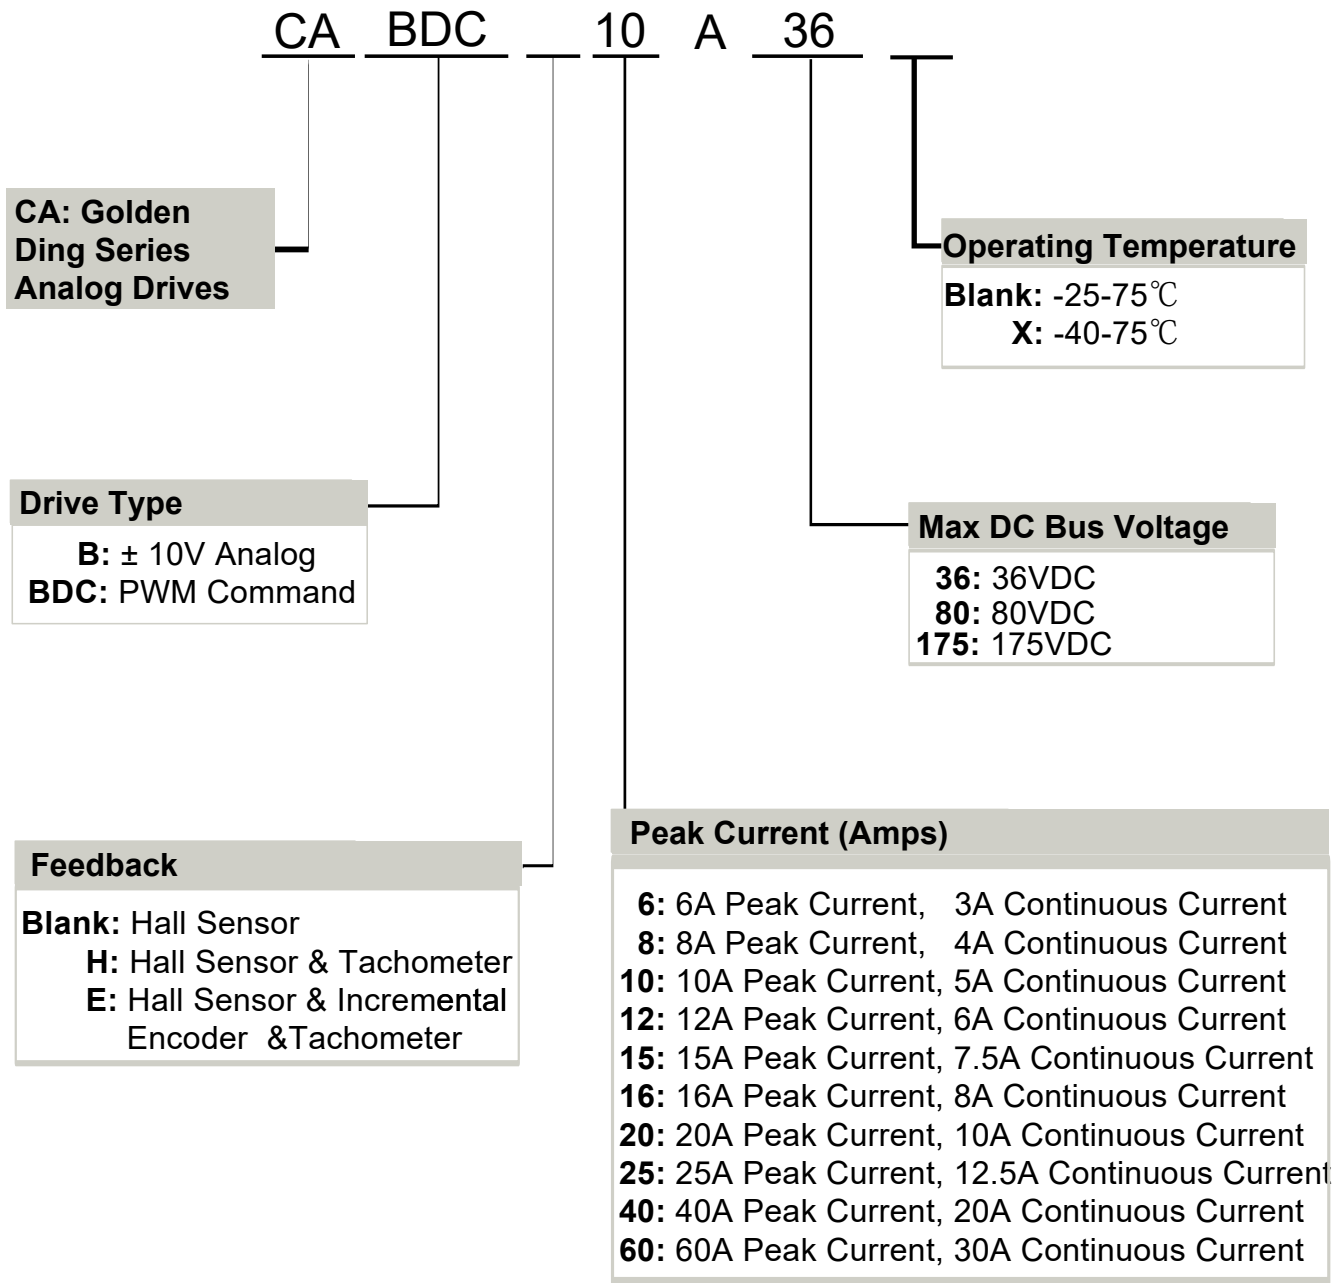 CA BDC 10 A 36
CA: Golden
Ding Series
Analog Drives
Operating Temperature
Blank: -25-75℃
X: -40-75℃
Drive Type
B: ± 10V Analog
BDC: PWM Command
Max DC Bus Voltage
36: 36VDC
80: 80VDC
175: 175VDC
Feedback
Blank: Hall Sensor
H: Hall Sensor & Tachometer
E: Hall Sensor & Incremental
Encoder &Tachometer
Peak Current (Amps)
6: 6A Peak Current, 3A Continuous Current
8: 8A Peak Current, 4A Continuous Current
10: 10A Peak Current, 5A Continuous Current
12: 12A Peak Current, 6A Continuous Current
15: 15A Peak Current, 7.5A Continuous Current
16: 16A Peak Current, 8A Continuous Current
20: 20A Peak Current, 10A Continuous Current
25: 25A Peak Current, 12.5A Continuous Current
40: 40A Peak Current, 20A Continuous Current
60: 60A Peak Current, 30A Continuous Current